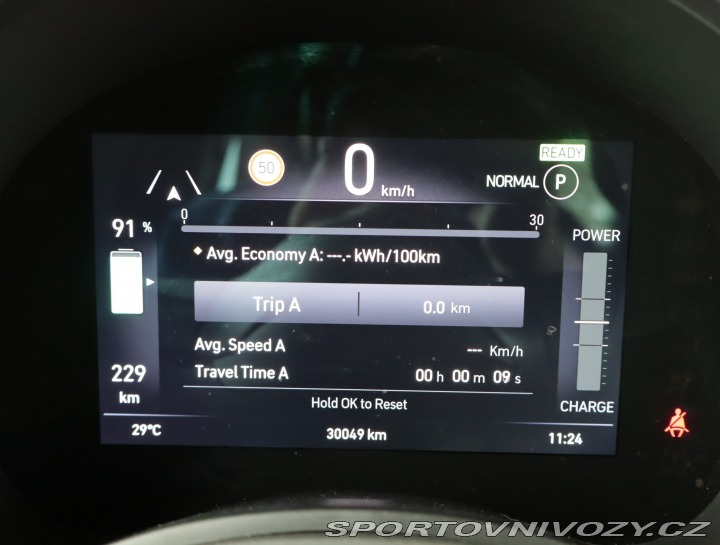 READY
50
0 km/h
NORMAL P
91 %
0 30
POWER
Avg. Economy A: ---.- kWh/100km
Trip A 0.0 km
Avg. Speed A --- Km/h
229 km
Travel Time A 00 h 00 m 09 s
Hold OK to Reset
CHARGE
29°C 30049 km 11:24
SPORTOVNIVOZY.CZ